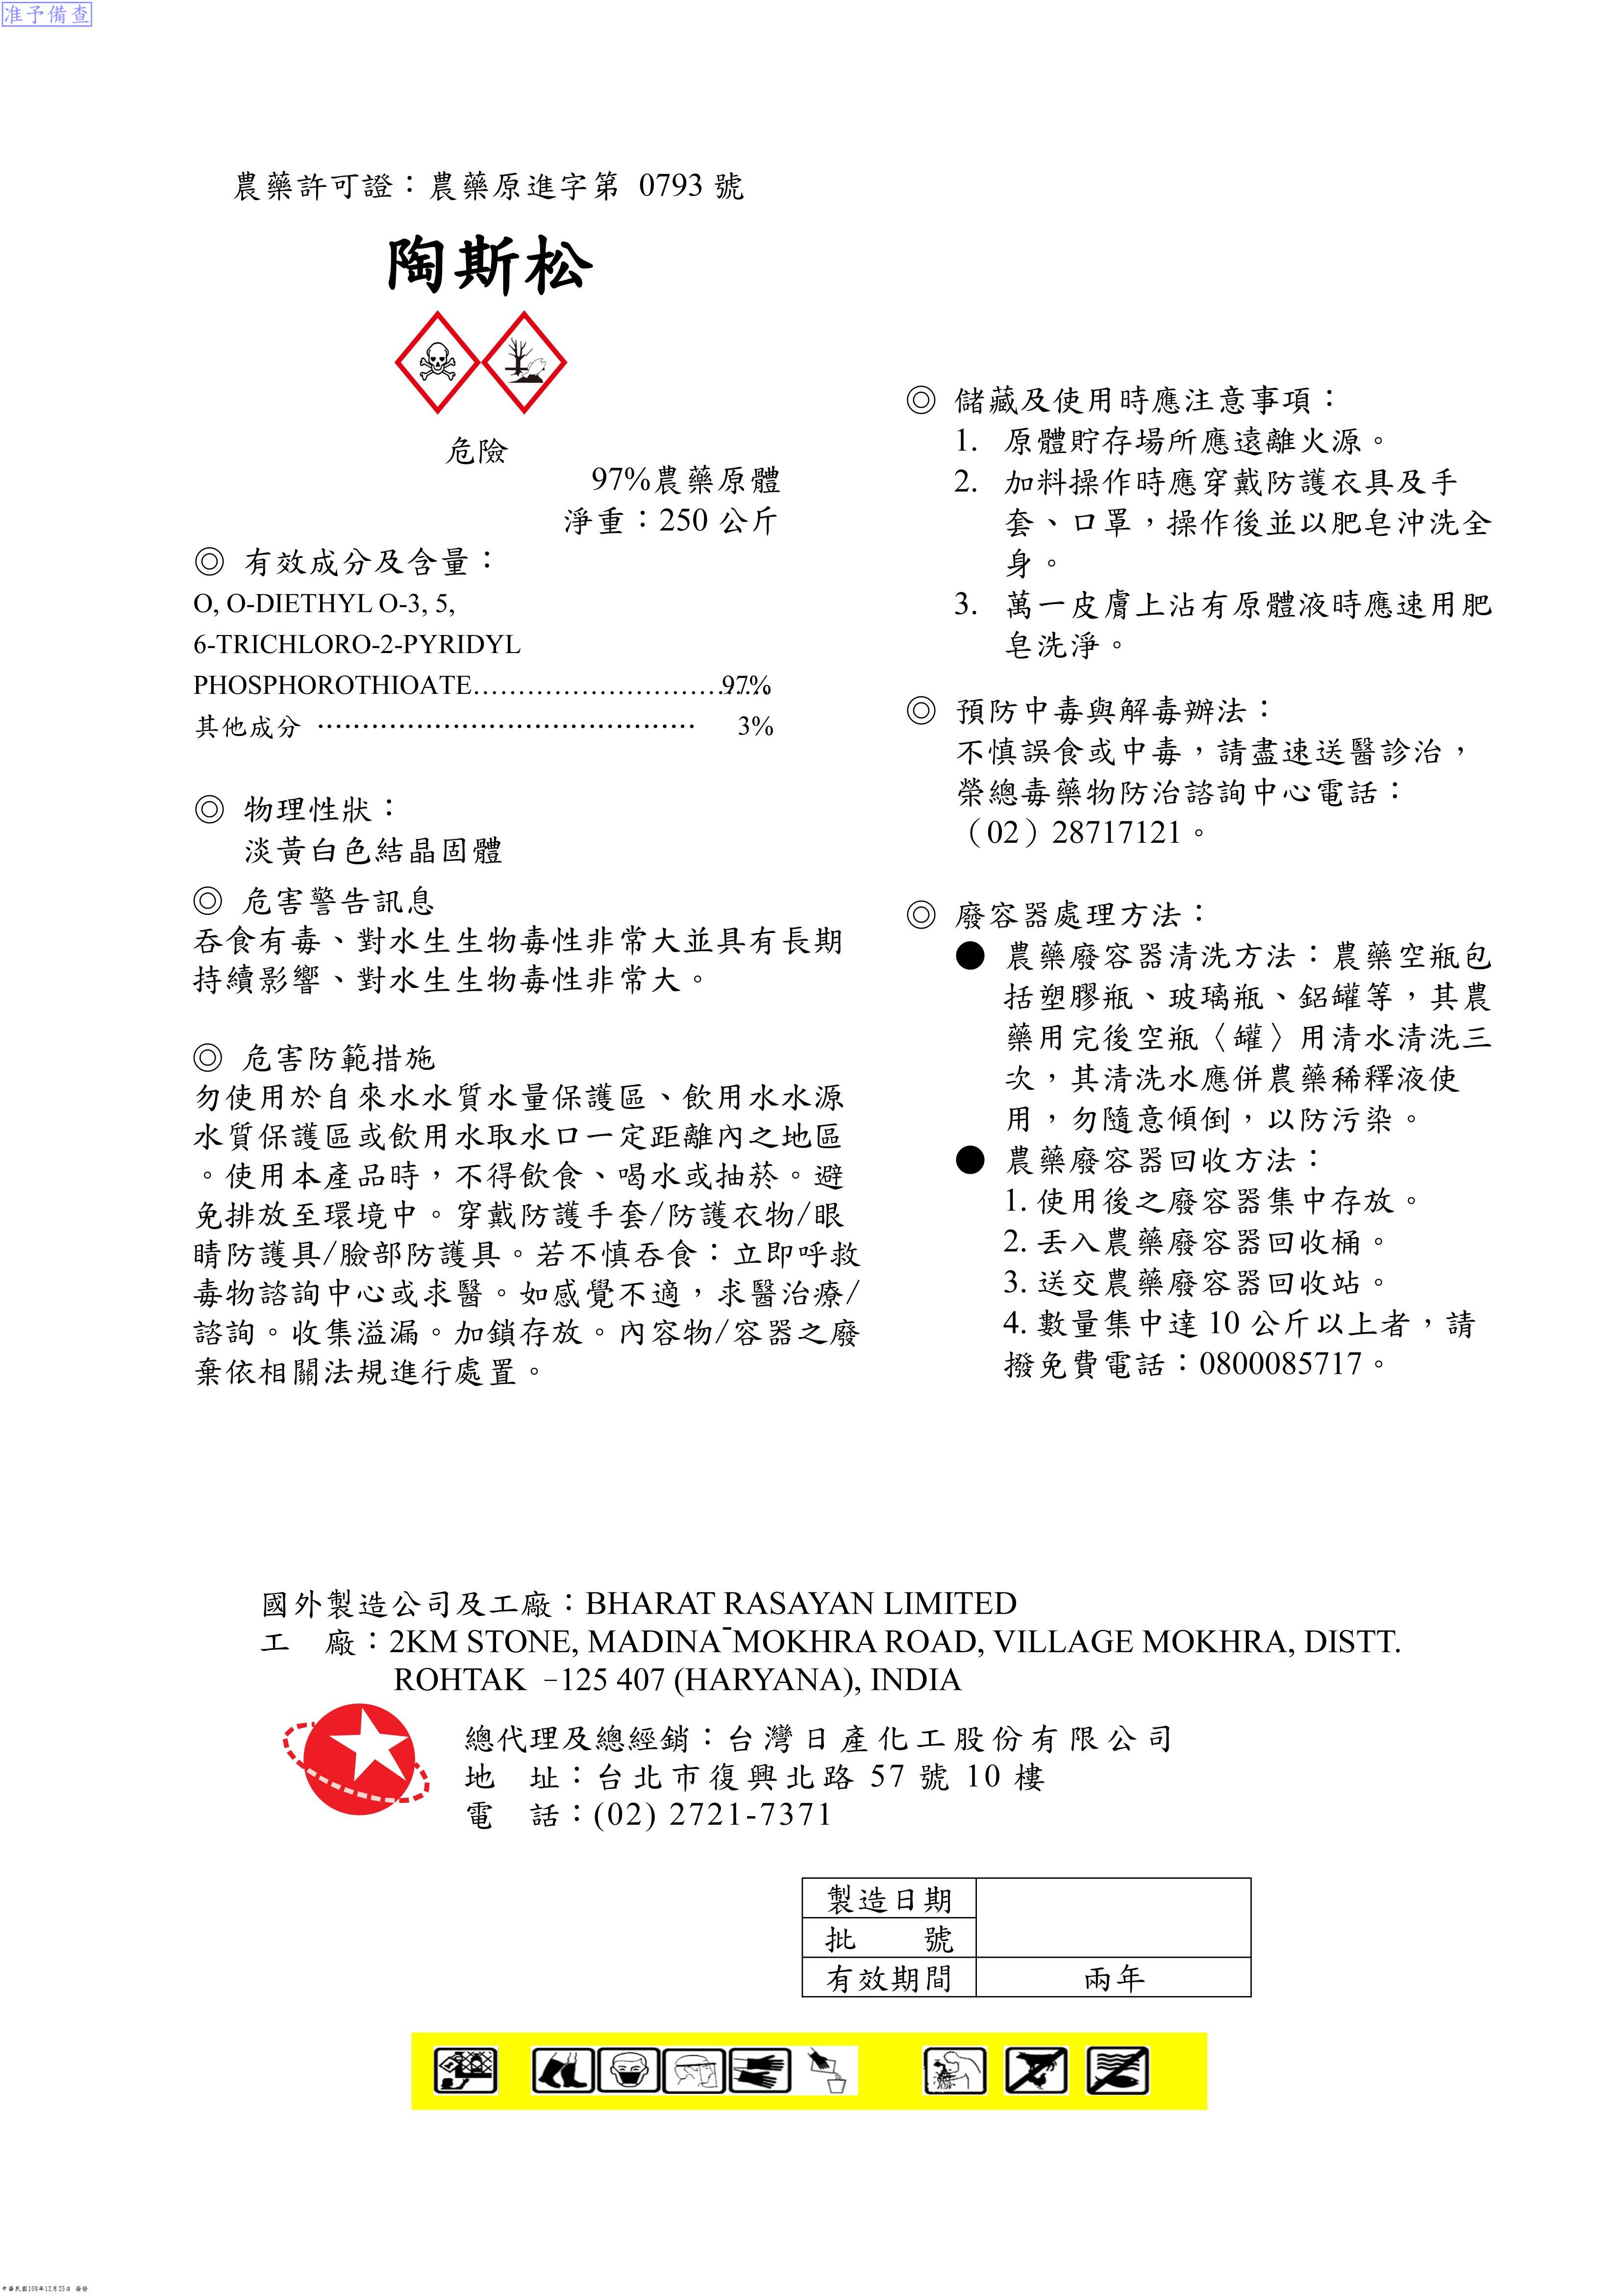 准予備查
農藥許可證：農藥原進字第 0793 號
陶斯松
危險
97%農藥原體
淨重：250 公斤
◎ 有效成分及含量：
O, O-DIETHYL O-3, 5,
6-TRICHLORO-2-PYRIDYL
PHOSPHOROTHIOATE……………………………97%
其他成分 …………………………………… 3%
◎ 物理性狀：
淡黃白色結晶固體
◎ 危害警告訊息
吞食有毒、對水生生物毒性非常大並具有長期
持續影響、對水生生物毒性非常大。
◎ 危害防範措施
勿使用於自來水水質水量保護區、飲用水水源
水質保護區或飲用水取水口一定距離內之地區
。使用本產品時，不得飲食、喝水或抽菸。避
免排放至環境中。穿戴防護手套/防護衣物/眼
睛防護具/臉部防護具。若不慎吞食：立即呼救
毒物諮詢中心或求醫。如感覺不適，求醫治療/
諮詢。收集溢漏。加鎖存放。內容物/容器之廢
棄依相關法規進行處置。
◎ 儲藏及使用時應注意事項：
1. 原體貯存場所應遠離火源。
2. 加料操作時應穿戴防護衣具及手
套、口罩，操作後並以肥皂沖洗全
身。
3. 萬一皮膚上沾有原體液時應速用肥
皂洗淨。
◎ 預防中毒與解毒辦法：
不慎誤食或中毒，請盡速送醫診治，
榮總毒藥物防治諮詢中心電話：
（02）28717121。
◎ 廢容器處理方法：
● 農藥廢容器清洗方法：農藥空瓶包
括塑膠瓶、玻璃瓶、鋁罐等，其農
藥用完後空瓶〈罐〉用清水清洗三
次，其清洗水應併農藥稀釋液使
用，勿隨意傾倒，以防污染。
● 農藥廢容器回收方法：
1. 使用後之廢容器集中存放。
2. 丟入農藥廢容器回收桶。
3. 送交農藥廢容器回收站。
4. 數量集中達 10 公斤以上者，請
撥免費電話：0800085717。
國外製造公司及工廠：BHARAT RASAYAN LIMITED
工 廠：2KM STONE, MADINA-MOKHRA ROAD, VILLAGE MOKHRA, DISTT.
ROHTAK －125 407 (HARYANA), INDIA
總代理及總經銷：台灣日產化工股份有限公司
地 址：台北市復興北路 57 號 10 樓
電 話：(02) 2721-7371
製造日期
批 號
有效期間 兩年
中華民國108年12月25日 簽發